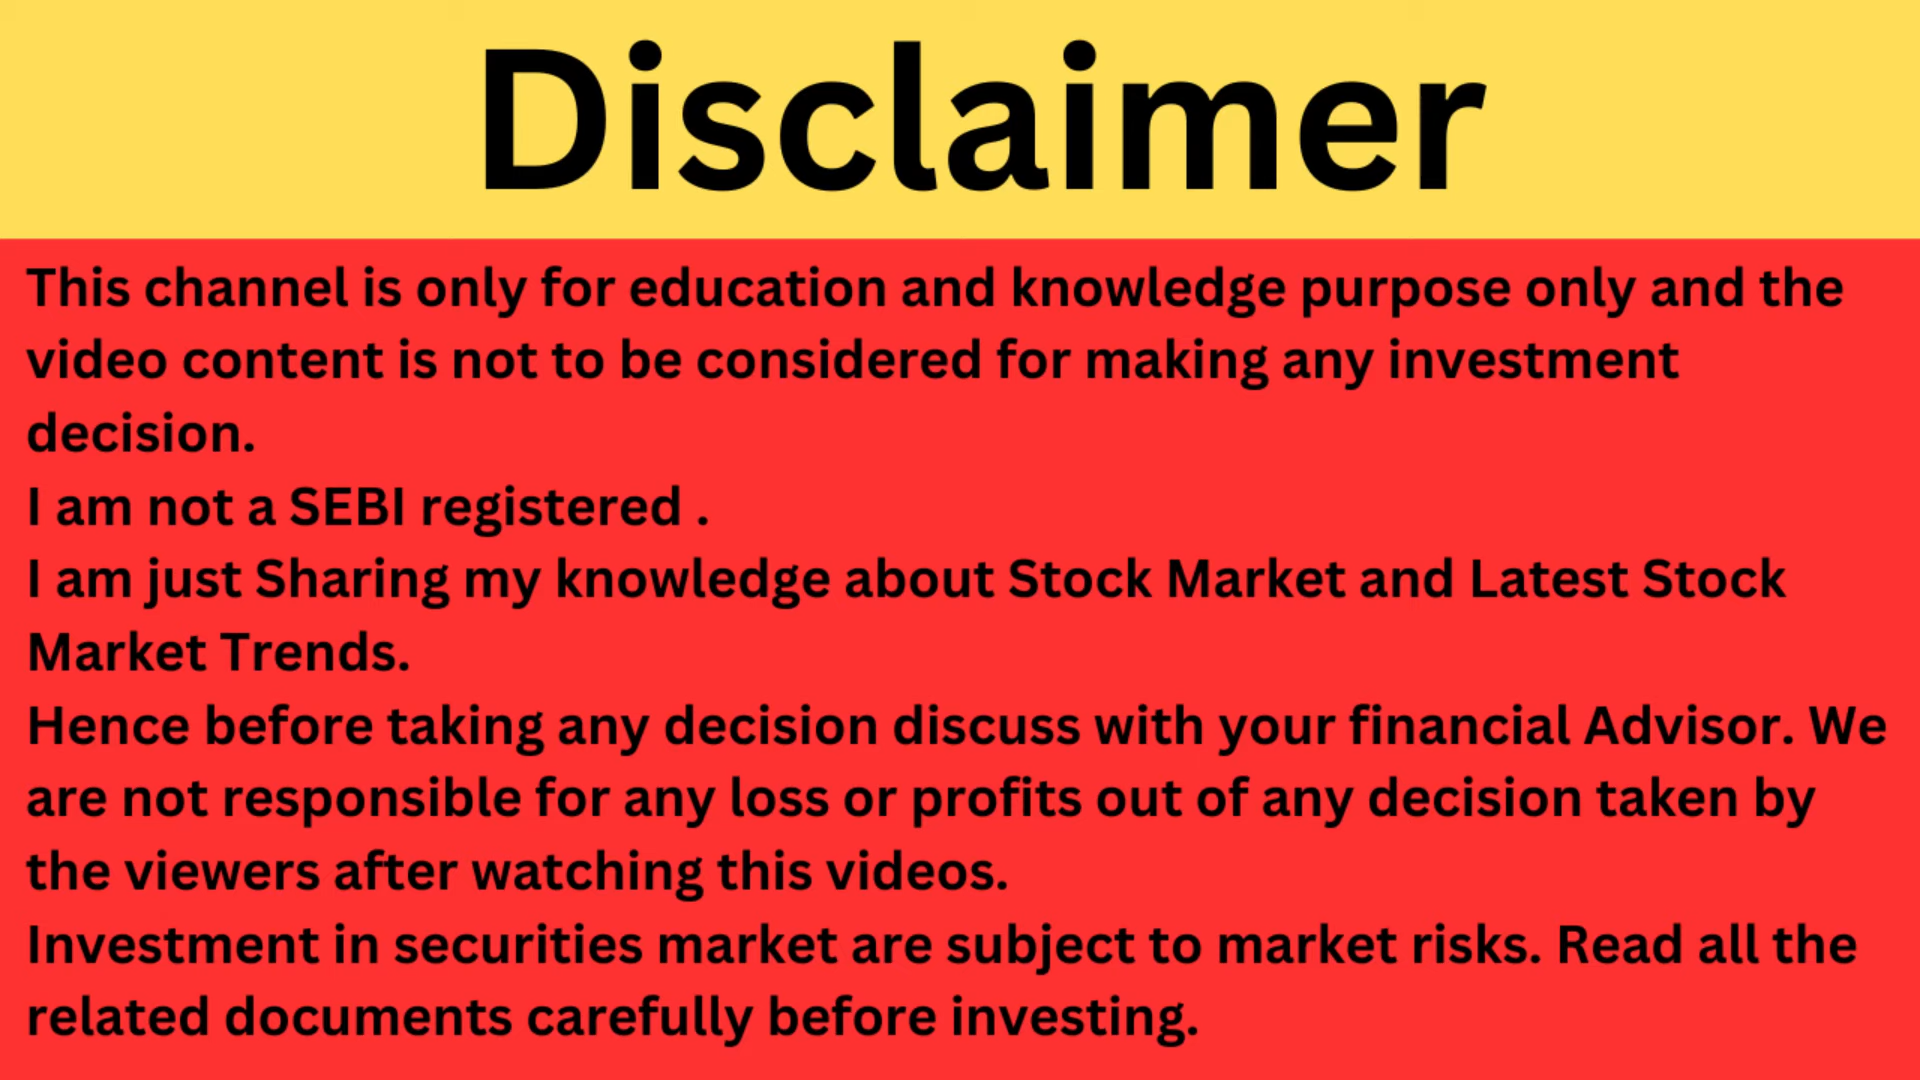 Disclaimer
This channel is only for education and knowledge purpose only and the
video content is not to be considered for making any investment
decision.
I am not a SEBI registered .
I am just Sharing my knowledge about Stock Market and Latest Stock
Market Trends.
Hence before taking any decision discuss with your financial Advisor. We
are not responsible for any loss or profits out of any decision taken by
the viewers after watching this videos.
Investment in securities market are subject to market risks. Read all the
related documents carefully before investing.